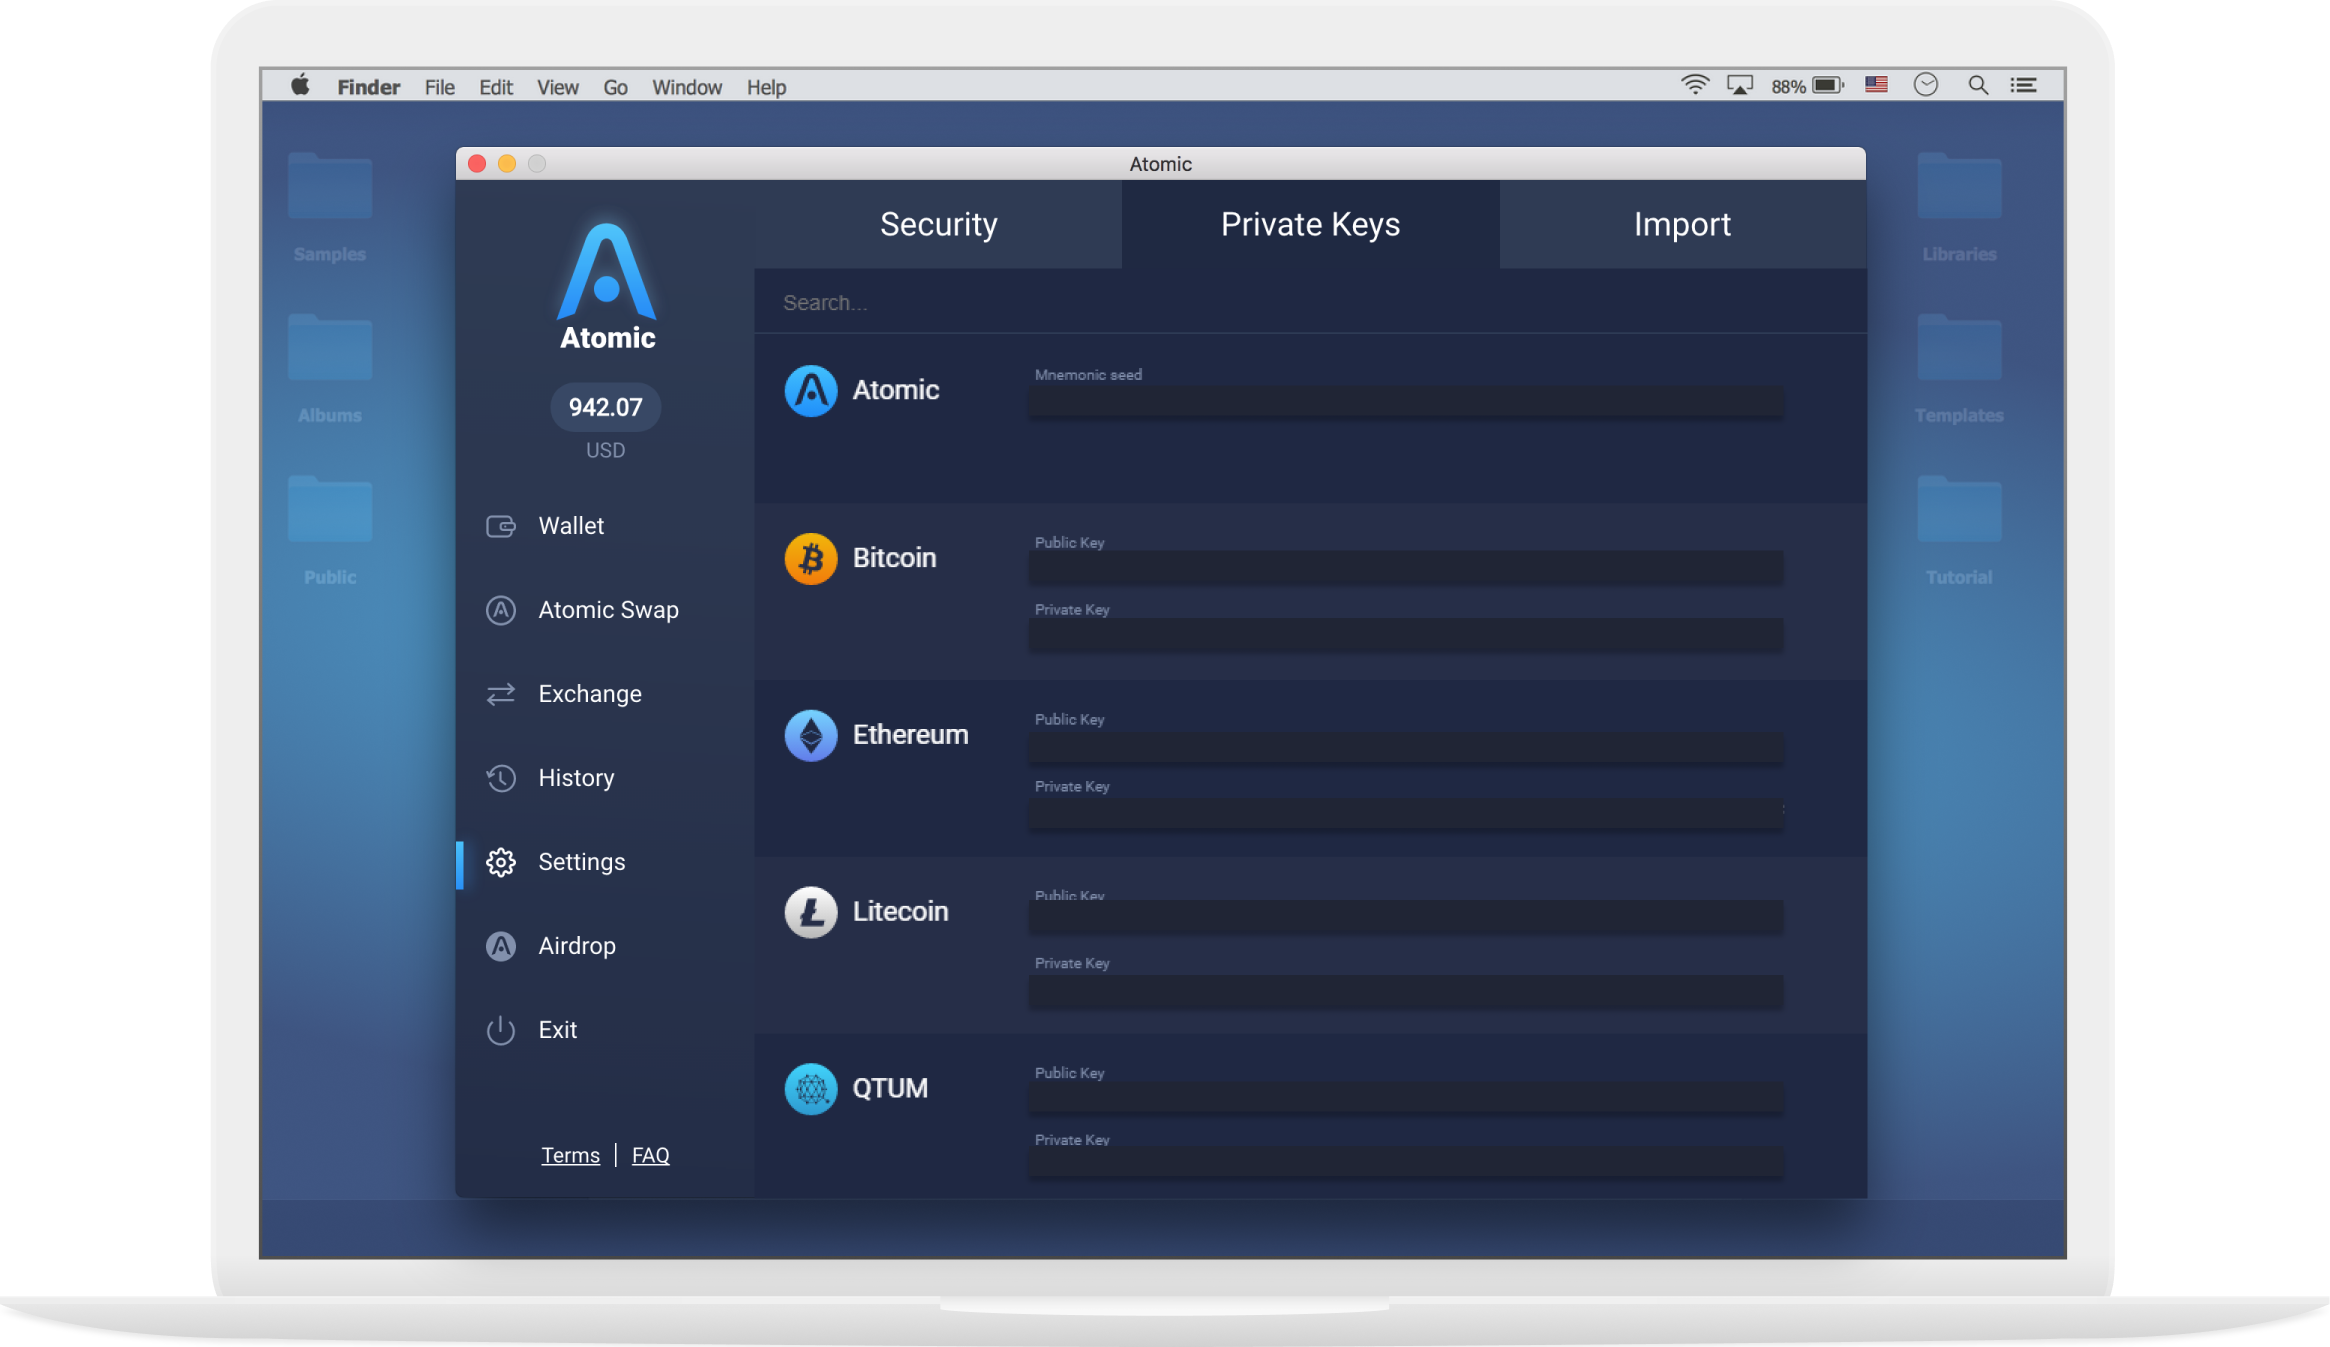 Finder File Edit View Go Window Help 88%
Atomic
Samples
Albums
Public
Atomic
942.07
USD
Wallet
Atomic Swap
Exchange
History
Settings
Airdrop
Exit
Terms | FAQ
Security Private Keys Import
Search...
Atomic
Mnemonic seed
Bitcoin
Public Key
Private Key
Ethereum
Public Key
Private Key
Litecoin
Public Key
Private Key
QTUM
Public Key
Private Key
Libraries
Templates
Tutorial